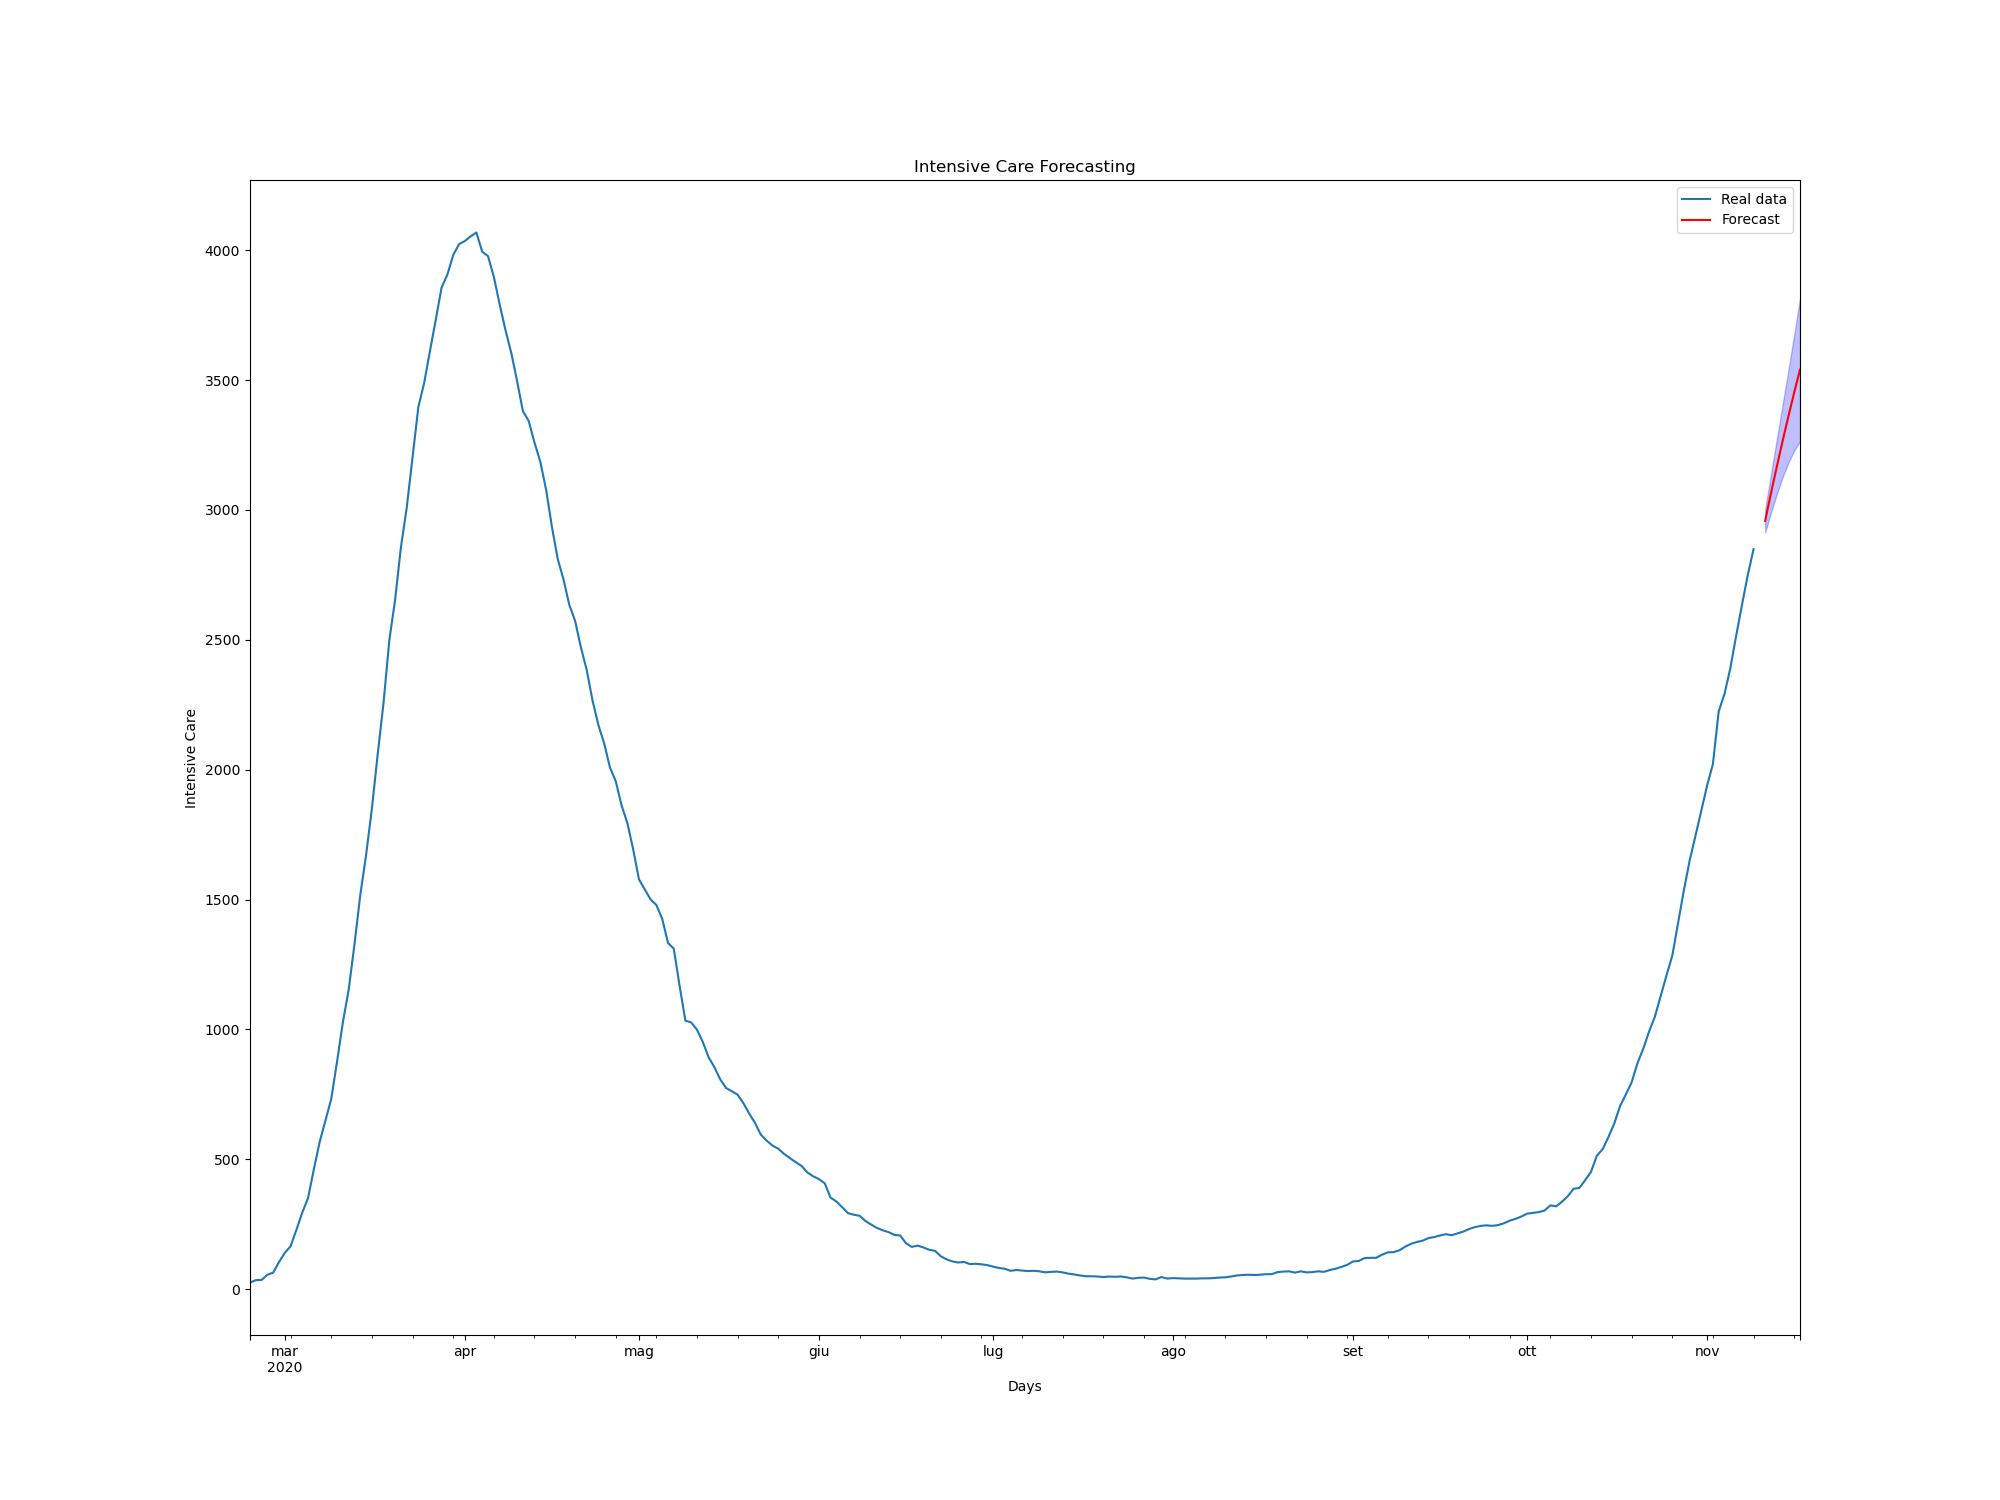 Intensive Care Forecasting
Real data
Forecast
4000
3500
3000
2500
2000
1500
1000
500
0
Intensive Care
mar apr mag giu lug ago set ott nov
2020
Days